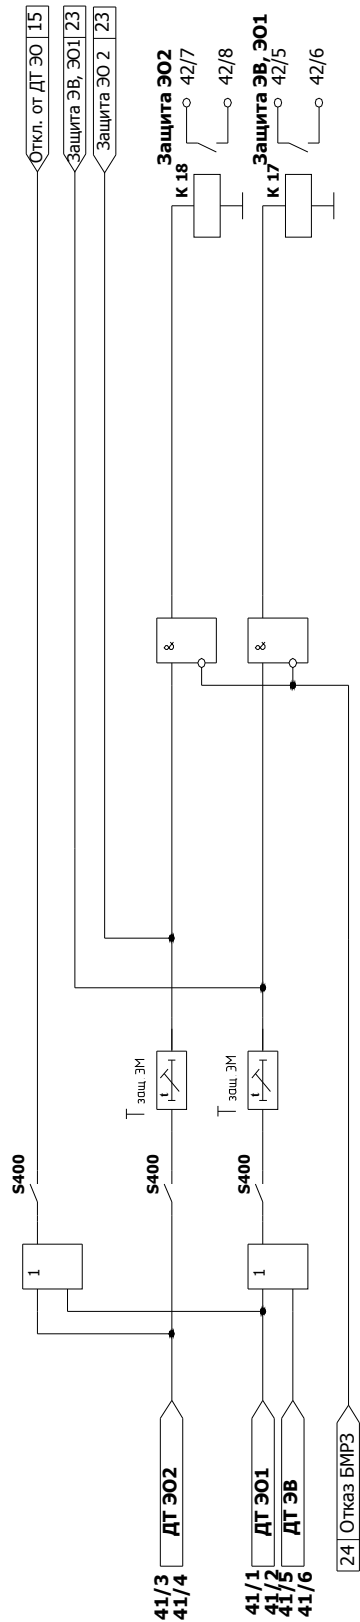 Откл. от ДТ ЭО 15
Защита ЭВ, ЭО1 23
Защита ЭО 2 23
Защита ЭО2
42/7
42/8
К 18
Защита ЭВ, ЭО1
42/5
42/6
К 17
&
&
S400
S400
S400
t
T защ ЭМ
t
T защ ЭМ
1
1
41/3
41/4
ДТ ЭО2
41/1
41/2
ДТ ЭО1
41/5
41/6
ДТ ЭВ
24 Отказ БМРЗ